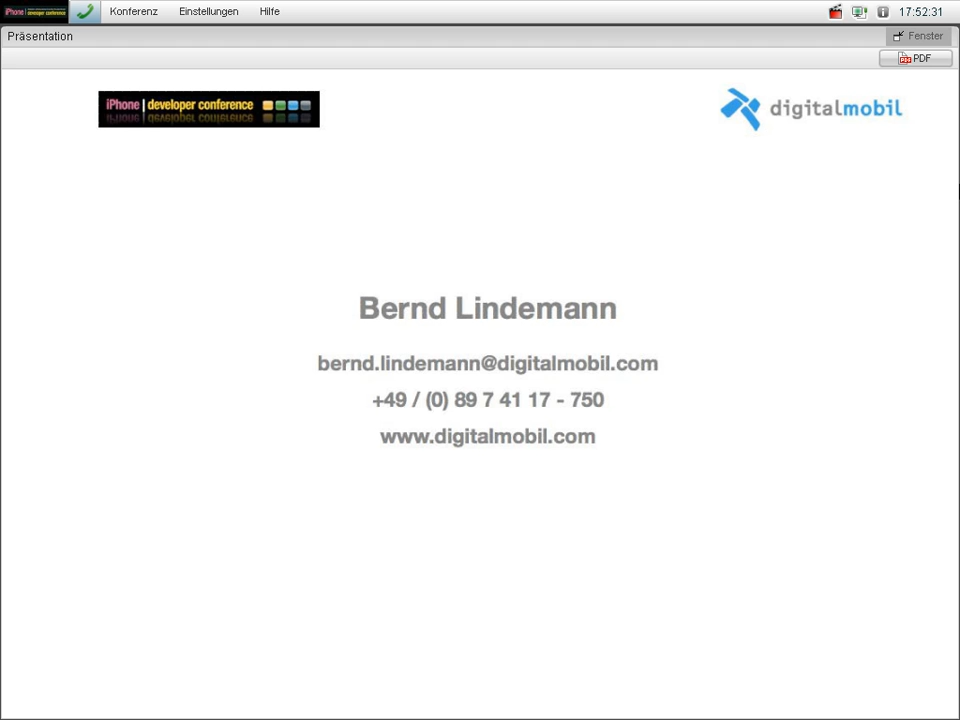 iPhone | developer conference
Konferenz Einstellungen Hilfe 17:52:31
Präsentation Fenster
PDF
iPhone | developer conference digitalmobil
Bernd Lindemann
bernd.lindemann@digitalmobil.com
+49 / (0) 89 7 41 17 - 750
www.digitalmobil.com